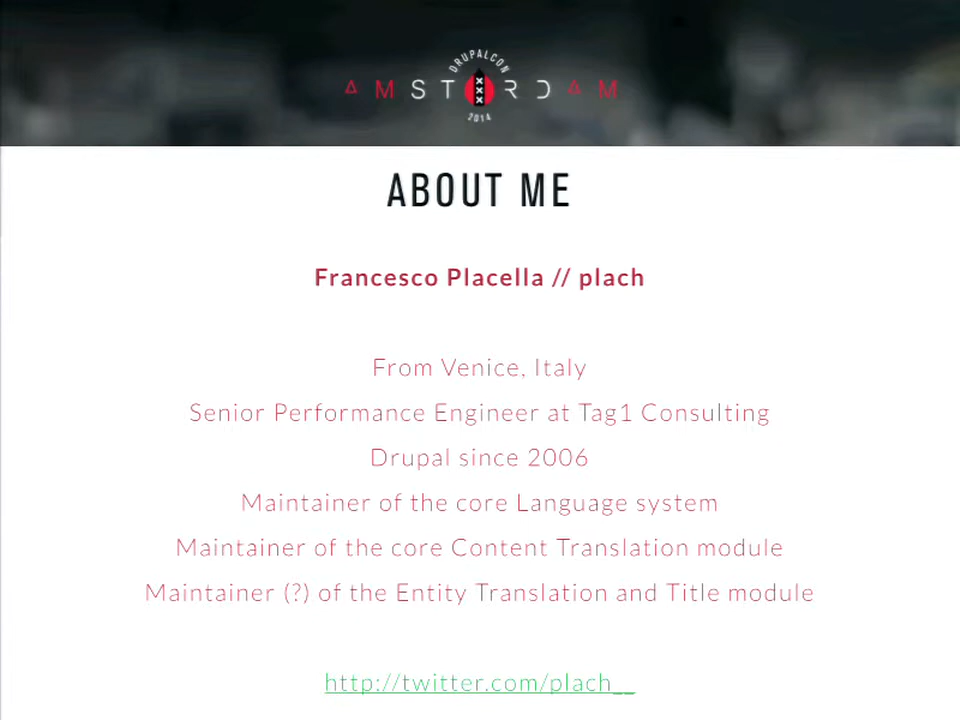 DRUPALCON
AMSTERDAM
2014
ABOUT ME
Francesco Placella // plach
From Venice, Italy
Senior Performance Engineer at Tag1 Consulting
Drupal since 2006
Maintainer of the core Language system
Maintainer of the core Content Translation module
Maintainer (?) of the Entity Translation and Title module
http://twitter.com/plach__